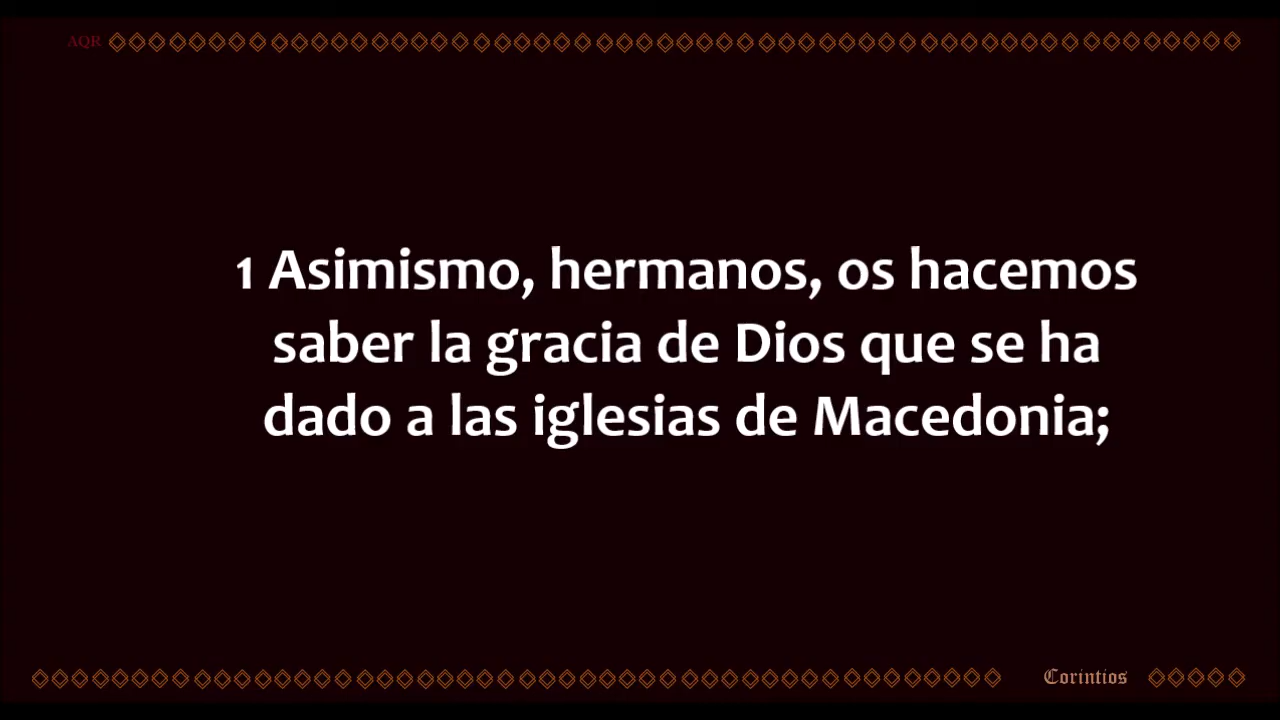 AQR
1 Asimismo, hermanos, os hacemos
saber la gracia de Dios que se ha
dado a las iglesias de Macedonia;
Corintios